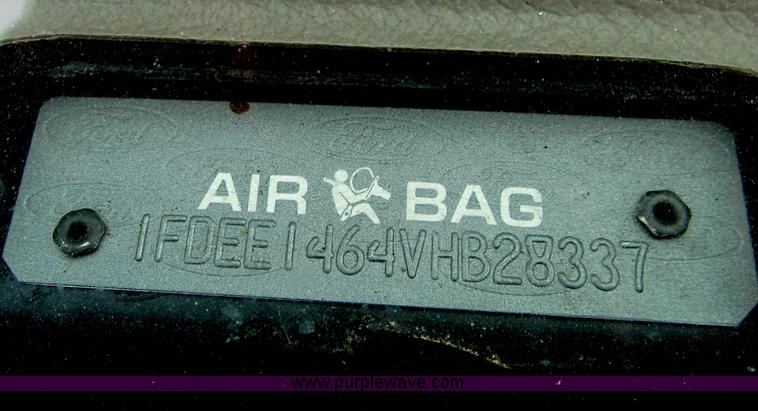 AIR BAG
1FDEE1464VHB28337
www.purplewave.com